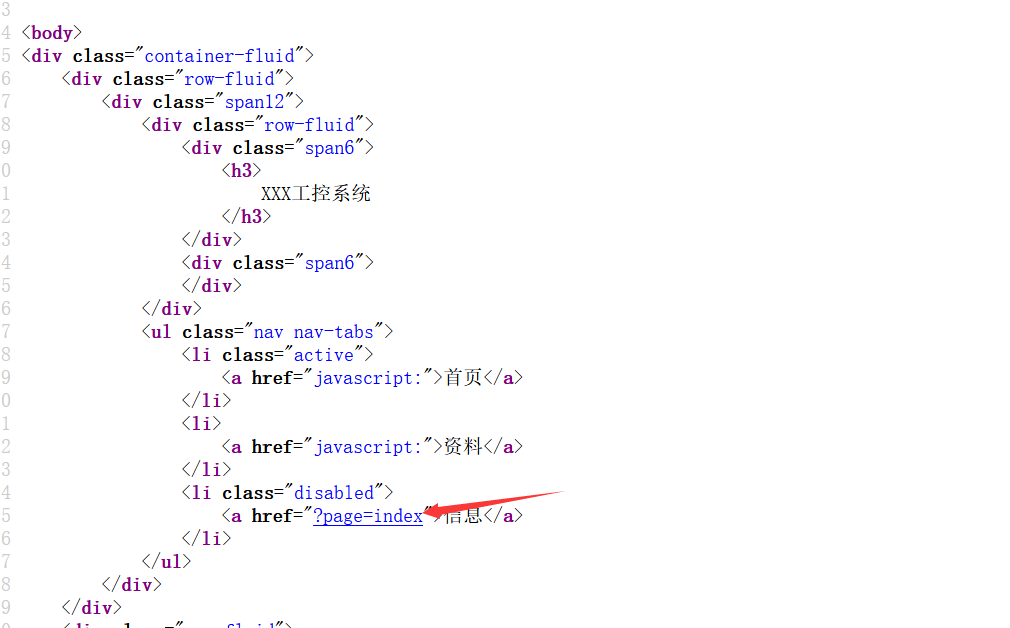 3
4 <body>
5 <div class="container-fluid">
6 <div class="row-fluid">
7 <div class="span12">
8 <div class="row-fluid">
9 <div class="span6">
0 <h3>
1 XXX工控系统
2 </h3>
3 </div>
4 <div class="span6">
5 </div>
6 </div>
7 <ul class="nav nav-tabs">
8 <li class="active">
9 <a href="javascript:">首页</a>
0 </li>
1 <li>
2 <a href="javascript:">资料</a>
3 </li>
4 <li class="disabled">
5 <a href="?page=index">信息</a>
6 </li>
7 </ul>
8 </div>
9 </div>